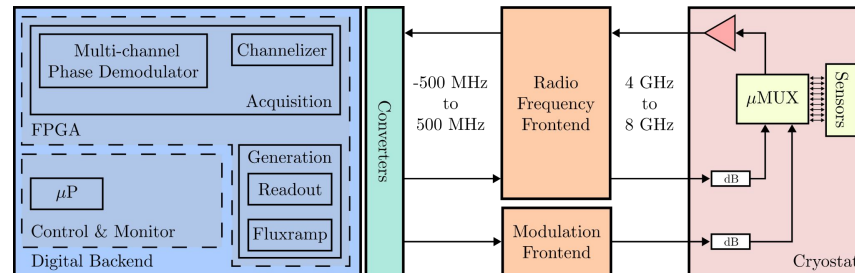 Multi-channel
Phase Demodulator
Channelizer
Acquisition
FPGA
Generation
Readout
Fluxramp
μP
Control & Monitor
Digital Backend
Converters
-500 MHz
to
500 MHz
Radio
Frequency
Frontend
Modulation
Frontend
4 GHz
to
8 GHz
μMUX
Sensors
dB
dB
Cryostat